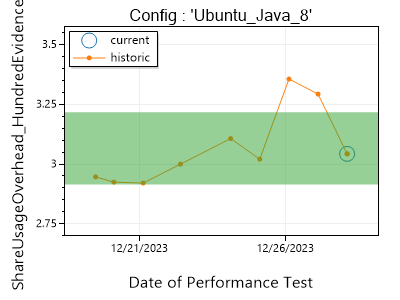 Config : 'Ubuntu_Java_8'
ShareUsageOverhead_HundredEvidence
current
historic
3.5
3.25
3
2.75
12/21/2023
12/26/2023
Date of Performance Test